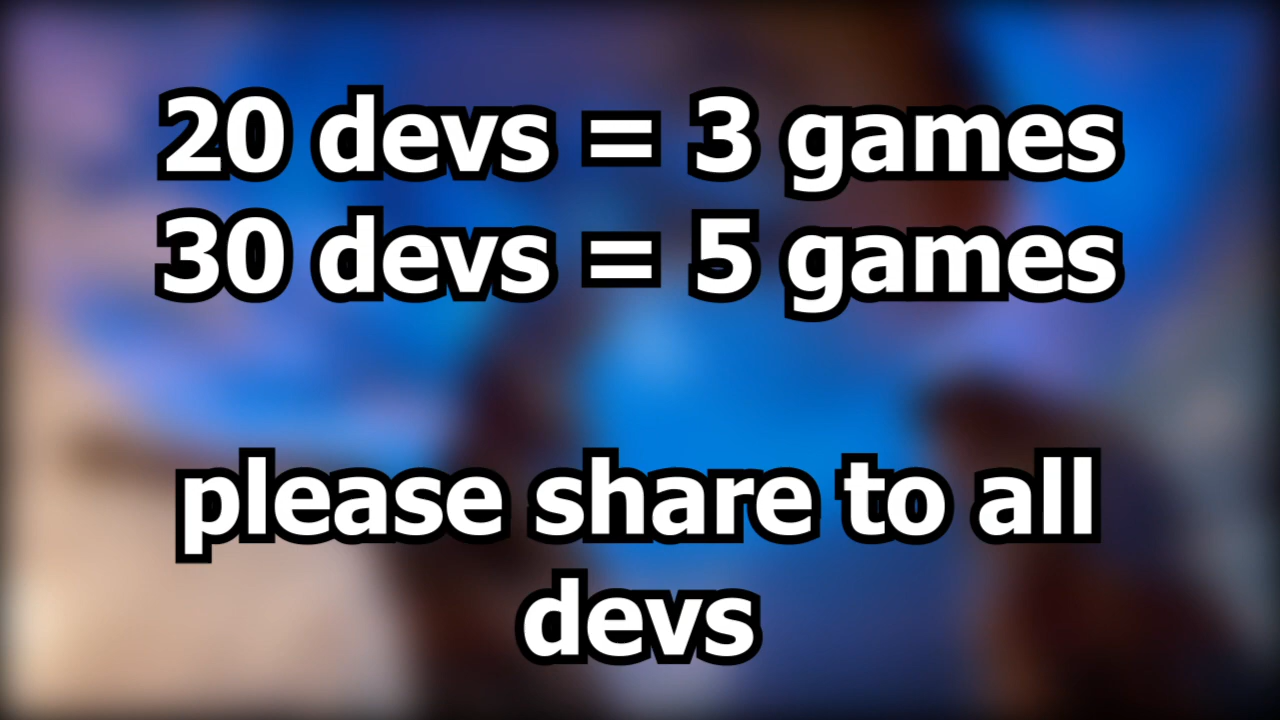 20 devs = 3 games
30 devs = 5 games
please share to all
devs